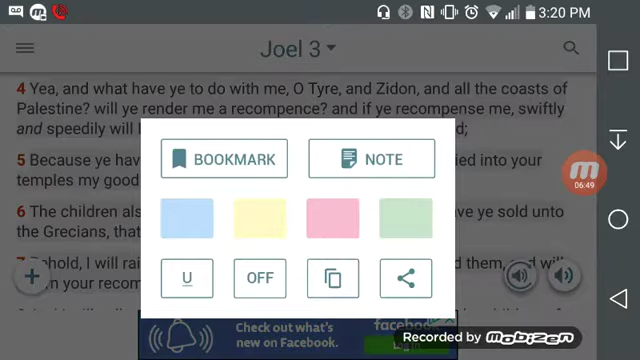 3:20 PM
Joel 3
4 Yea, and what have ye to do with me, O Tyre, and Zidon, and all the coasts of
Palestine? will ye render me a recompence? and if ye recompense me, swiftly
and speedily will
d;
BOOKMARK
NOTE
5 Because ye hav
ied into your
temples my good
06:49
6 The children als
ve ye sold unto
the Grecians, that
7 Behold, I will rai
d them, and will
n your recom
U
OFF
Check out what's
new on Facebook.
facebook
Log In
Recorded by MOBIZEN